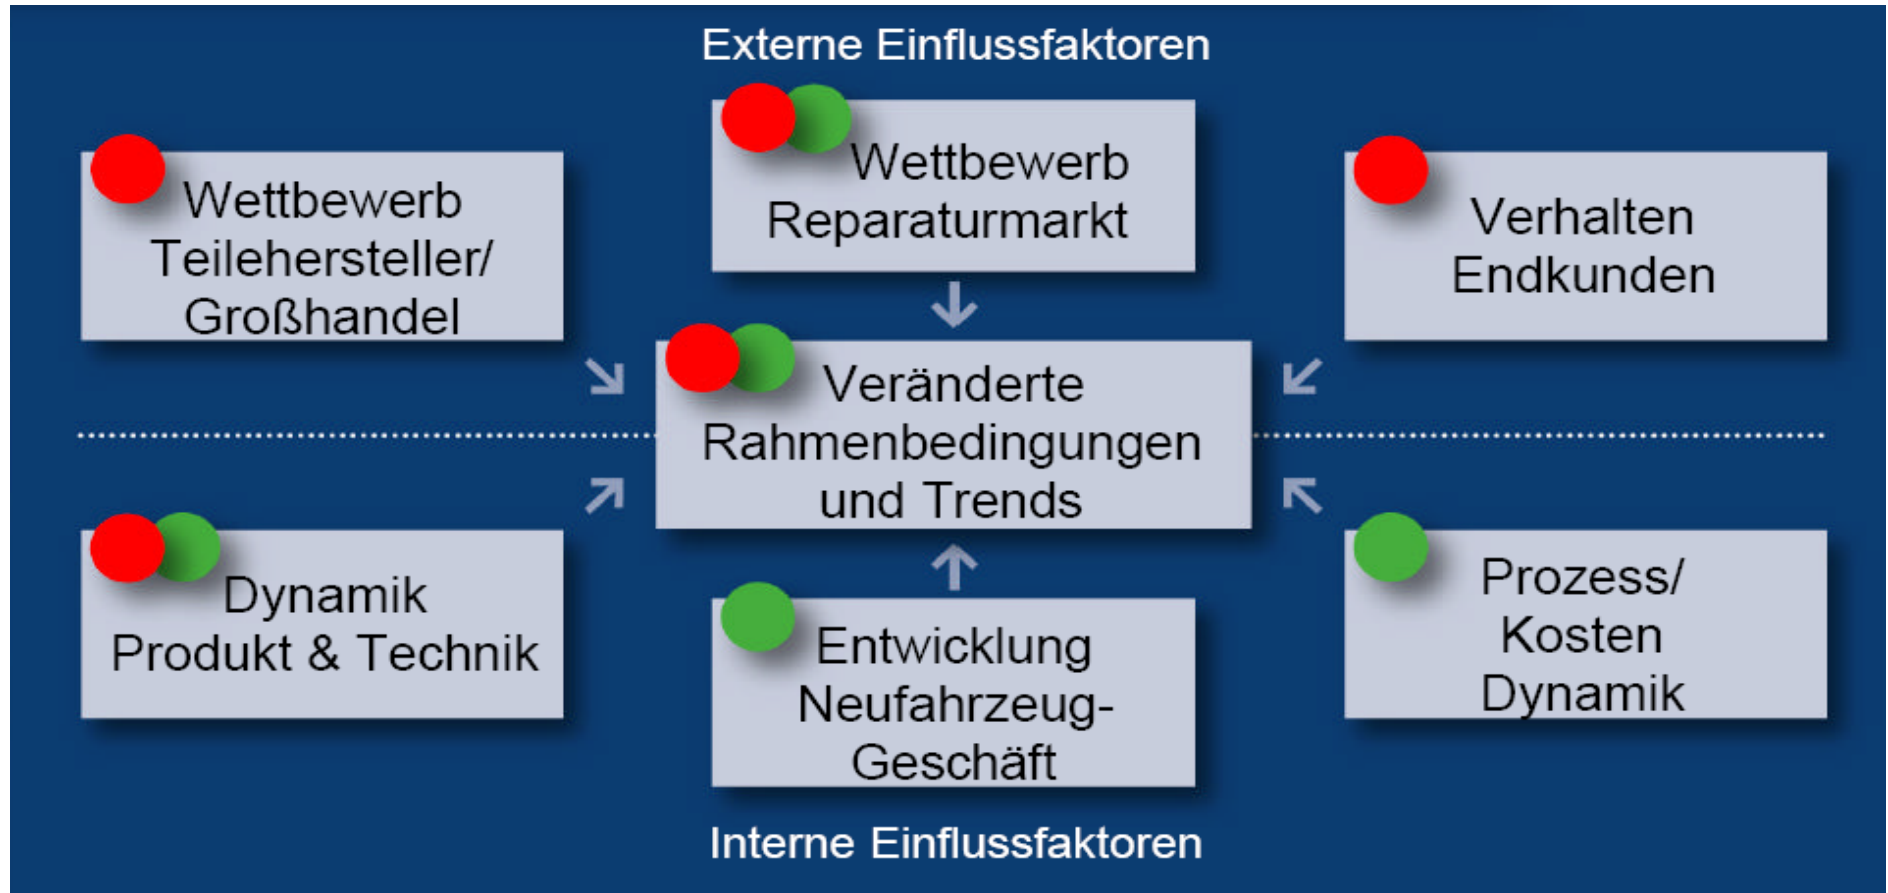 Externe Einflussfaktoren
Wettbewerb
Teilehersteller/
Großhandel
Wettbewerb
Reparaturmarkt
Verhalten
Endkunden
Veränderte
Rahmenbedingungen
und Trends
Dynamik
Produkt & Technik
Entwicklung
Neufahrzeug-
Geschäft
Prozess/
Kosten
Dynamik
Interne Einflussfaktoren